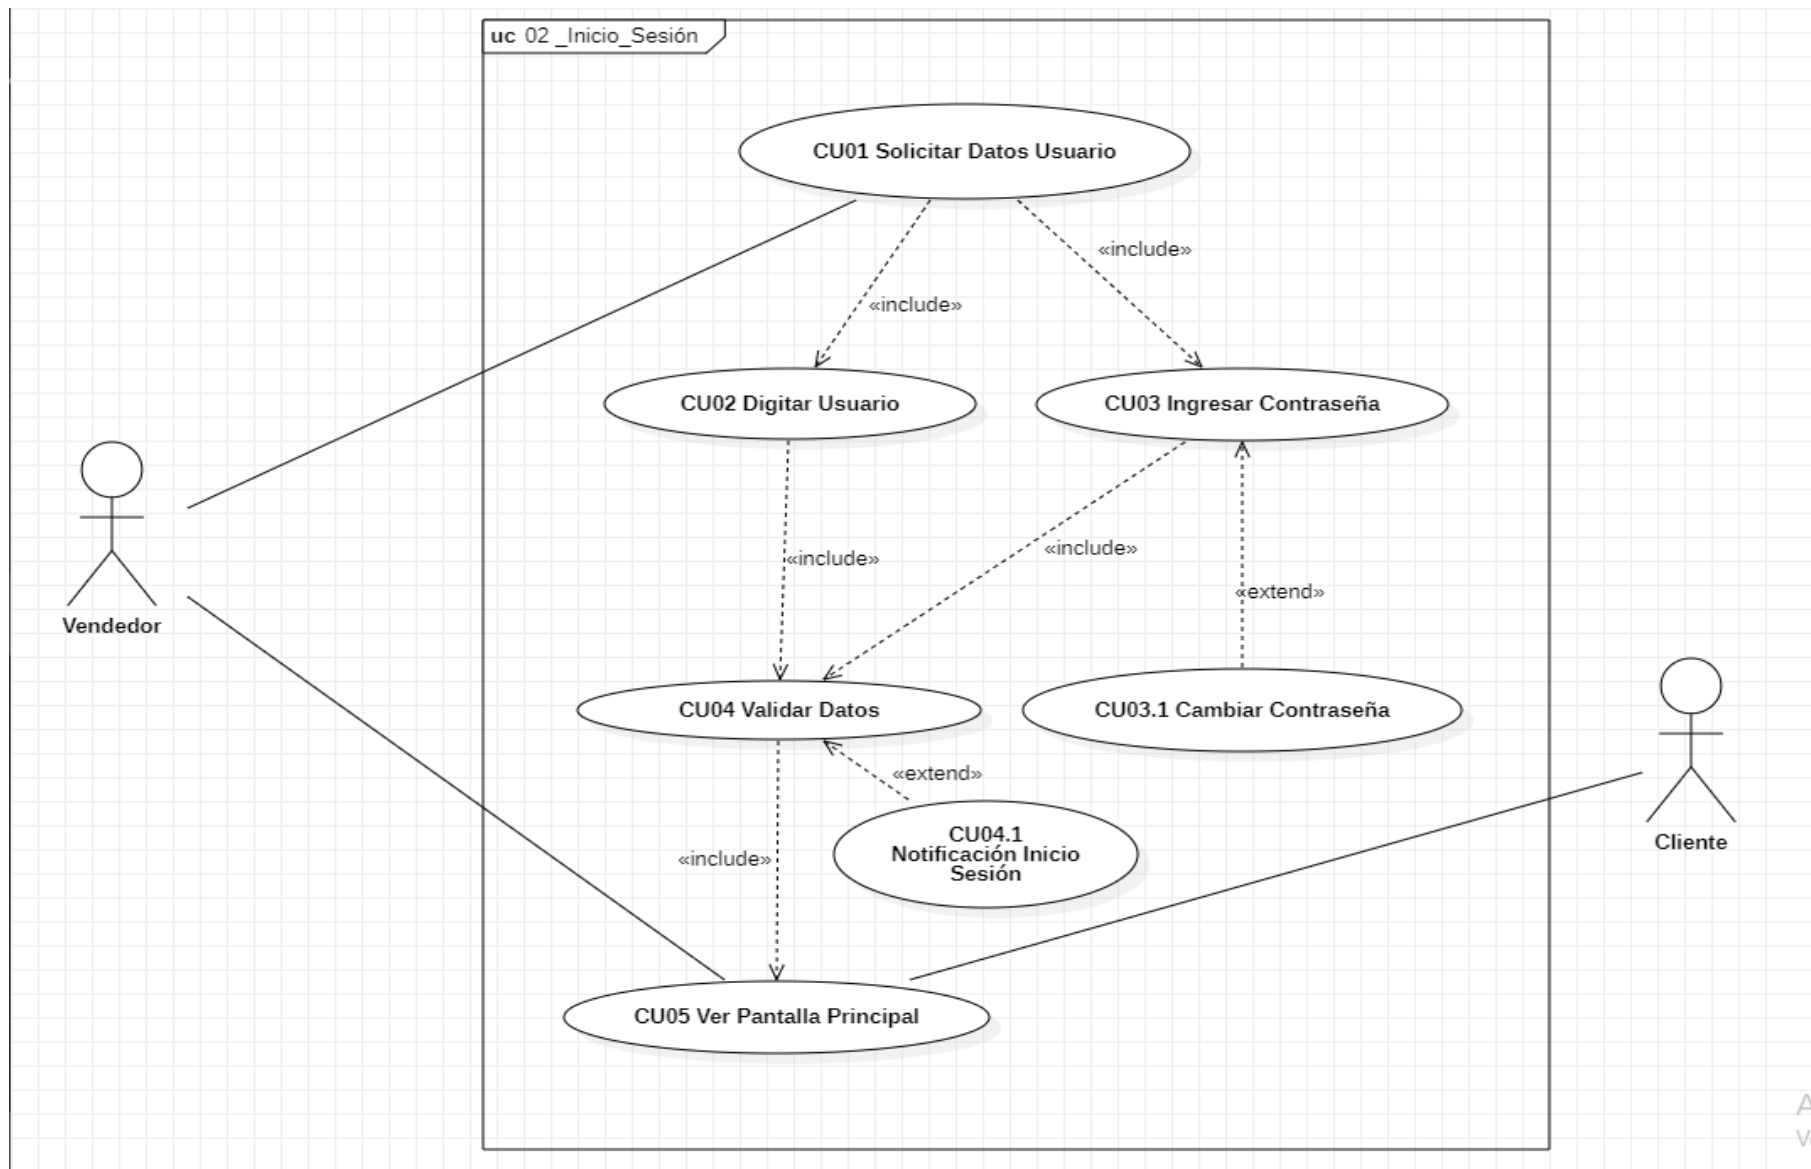 uc 02 _Inicio_Sesión
CU01 Solicitar Datos Usuario
«include»
«include»
CU02 Digitar Usuario
CU03 Ingresar Contraseña
«include»
«include»
«extend»
Vendedor
CU04 Validar Datos
CU03.1 Cambiar Contraseña
«extend»
CU04.1
Notificación Inicio
Sesión
«include»
Cliente
CU05 Ver Pantalla Principal